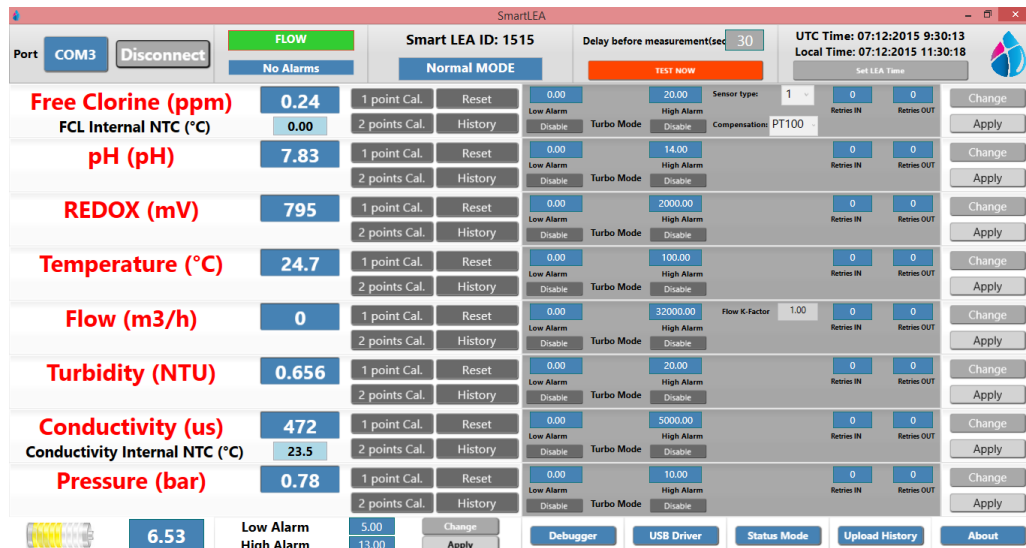 SmartLEA
Port COM3 Disconnect
FLOW
No Alarms
Smart LEA ID: 1515
Normal MODE
Delay before measurement(sec 30
TEST NOW
UTC Time: 07:12:2015 9:30:13
Local Time: 07:12:2015 11:30:18
Set LEA Time
Free Clorine (ppm) 0.24 1 point Cal. Reset 0.00 20.00 Sensor type: 1 0 0 Change
Low Alarm High Alarm Retries IN Retries OUT
FCL Internal NTC (°C) 0.00 2 points Cal. History Disable Turbo Mode Disable Compensation: PT100 Apply
pH (pH) 7.83 1 point Cal. Reset 0.00 14.00 0 0 Change
Low Alarm High Alarm Retries IN Retries OUT
2 points Cal. History Disable Turbo Mode Disable Apply
REDOX (mV) 795 1 point Cal. Reset 0.00 2000.00 0 0 Change
Low Alarm High Alarm Retries IN Retries OUT
2 points Cal. History Disable Turbo Mode Disable Apply
Temperature (°C) 24.7 1 point Cal. Reset 0.00 100.00 0 0 Change
Low Alarm High Alarm Retries IN Retries OUT
2 points Cal. History Disable Turbo Mode Disable Apply
Flow (m3/h) 0 1 point Cal. Reset 0.00 32000.00 Flow K-Factor 1.00 0 0 Change
Low Alarm High Alarm Retries IN Retries OUT
2 points Cal. History Disable Turbo Mode Disable Apply
Turbidity (NTU) 0.656 1 point Cal. Reset 0.00 20.00 0 0 Change
Low Alarm High Alarm Retries IN Retries OUT
2 points Cal. History Disable Turbo Mode Disable Apply
Conductivity (us) 472 1 point Cal. Reset 0.00 5000.00 0 0 Change
Low Alarm High Alarm Retries IN Retries OUT
Conductivity Internal NTC (°C) 23.5 2 points Cal. History Disable Turbo Mode Disable Apply
Pressure (bar) 0.78 1 point Cal. Reset 0.00 10.00 0 0 Change
Low Alarm High Alarm Retries IN Retries OUT
2 points Cal. History Disable Turbo Mode Disable Apply
6.53 Low Alarm 5.00 Change
High Alarm 13.00 Apply
Debugger USB Driver Status Mode Upload History About